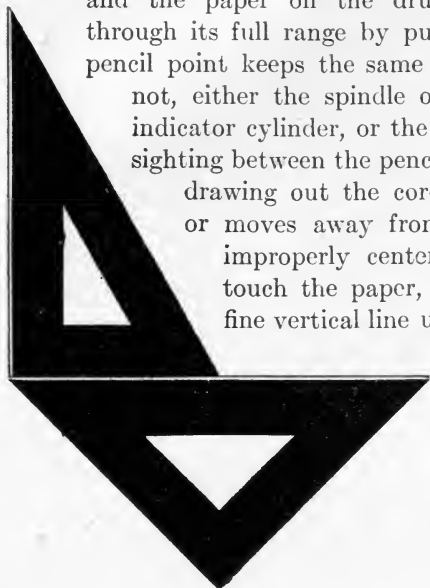 and the paper on the dru
through its full range by pu
pencil point keeps the same
not, either the spindle o
indicator cylinder, or the
sighting between the penc
drawing out the cor
or moves away from
improperly center
touch the paper,
fine vertical line u